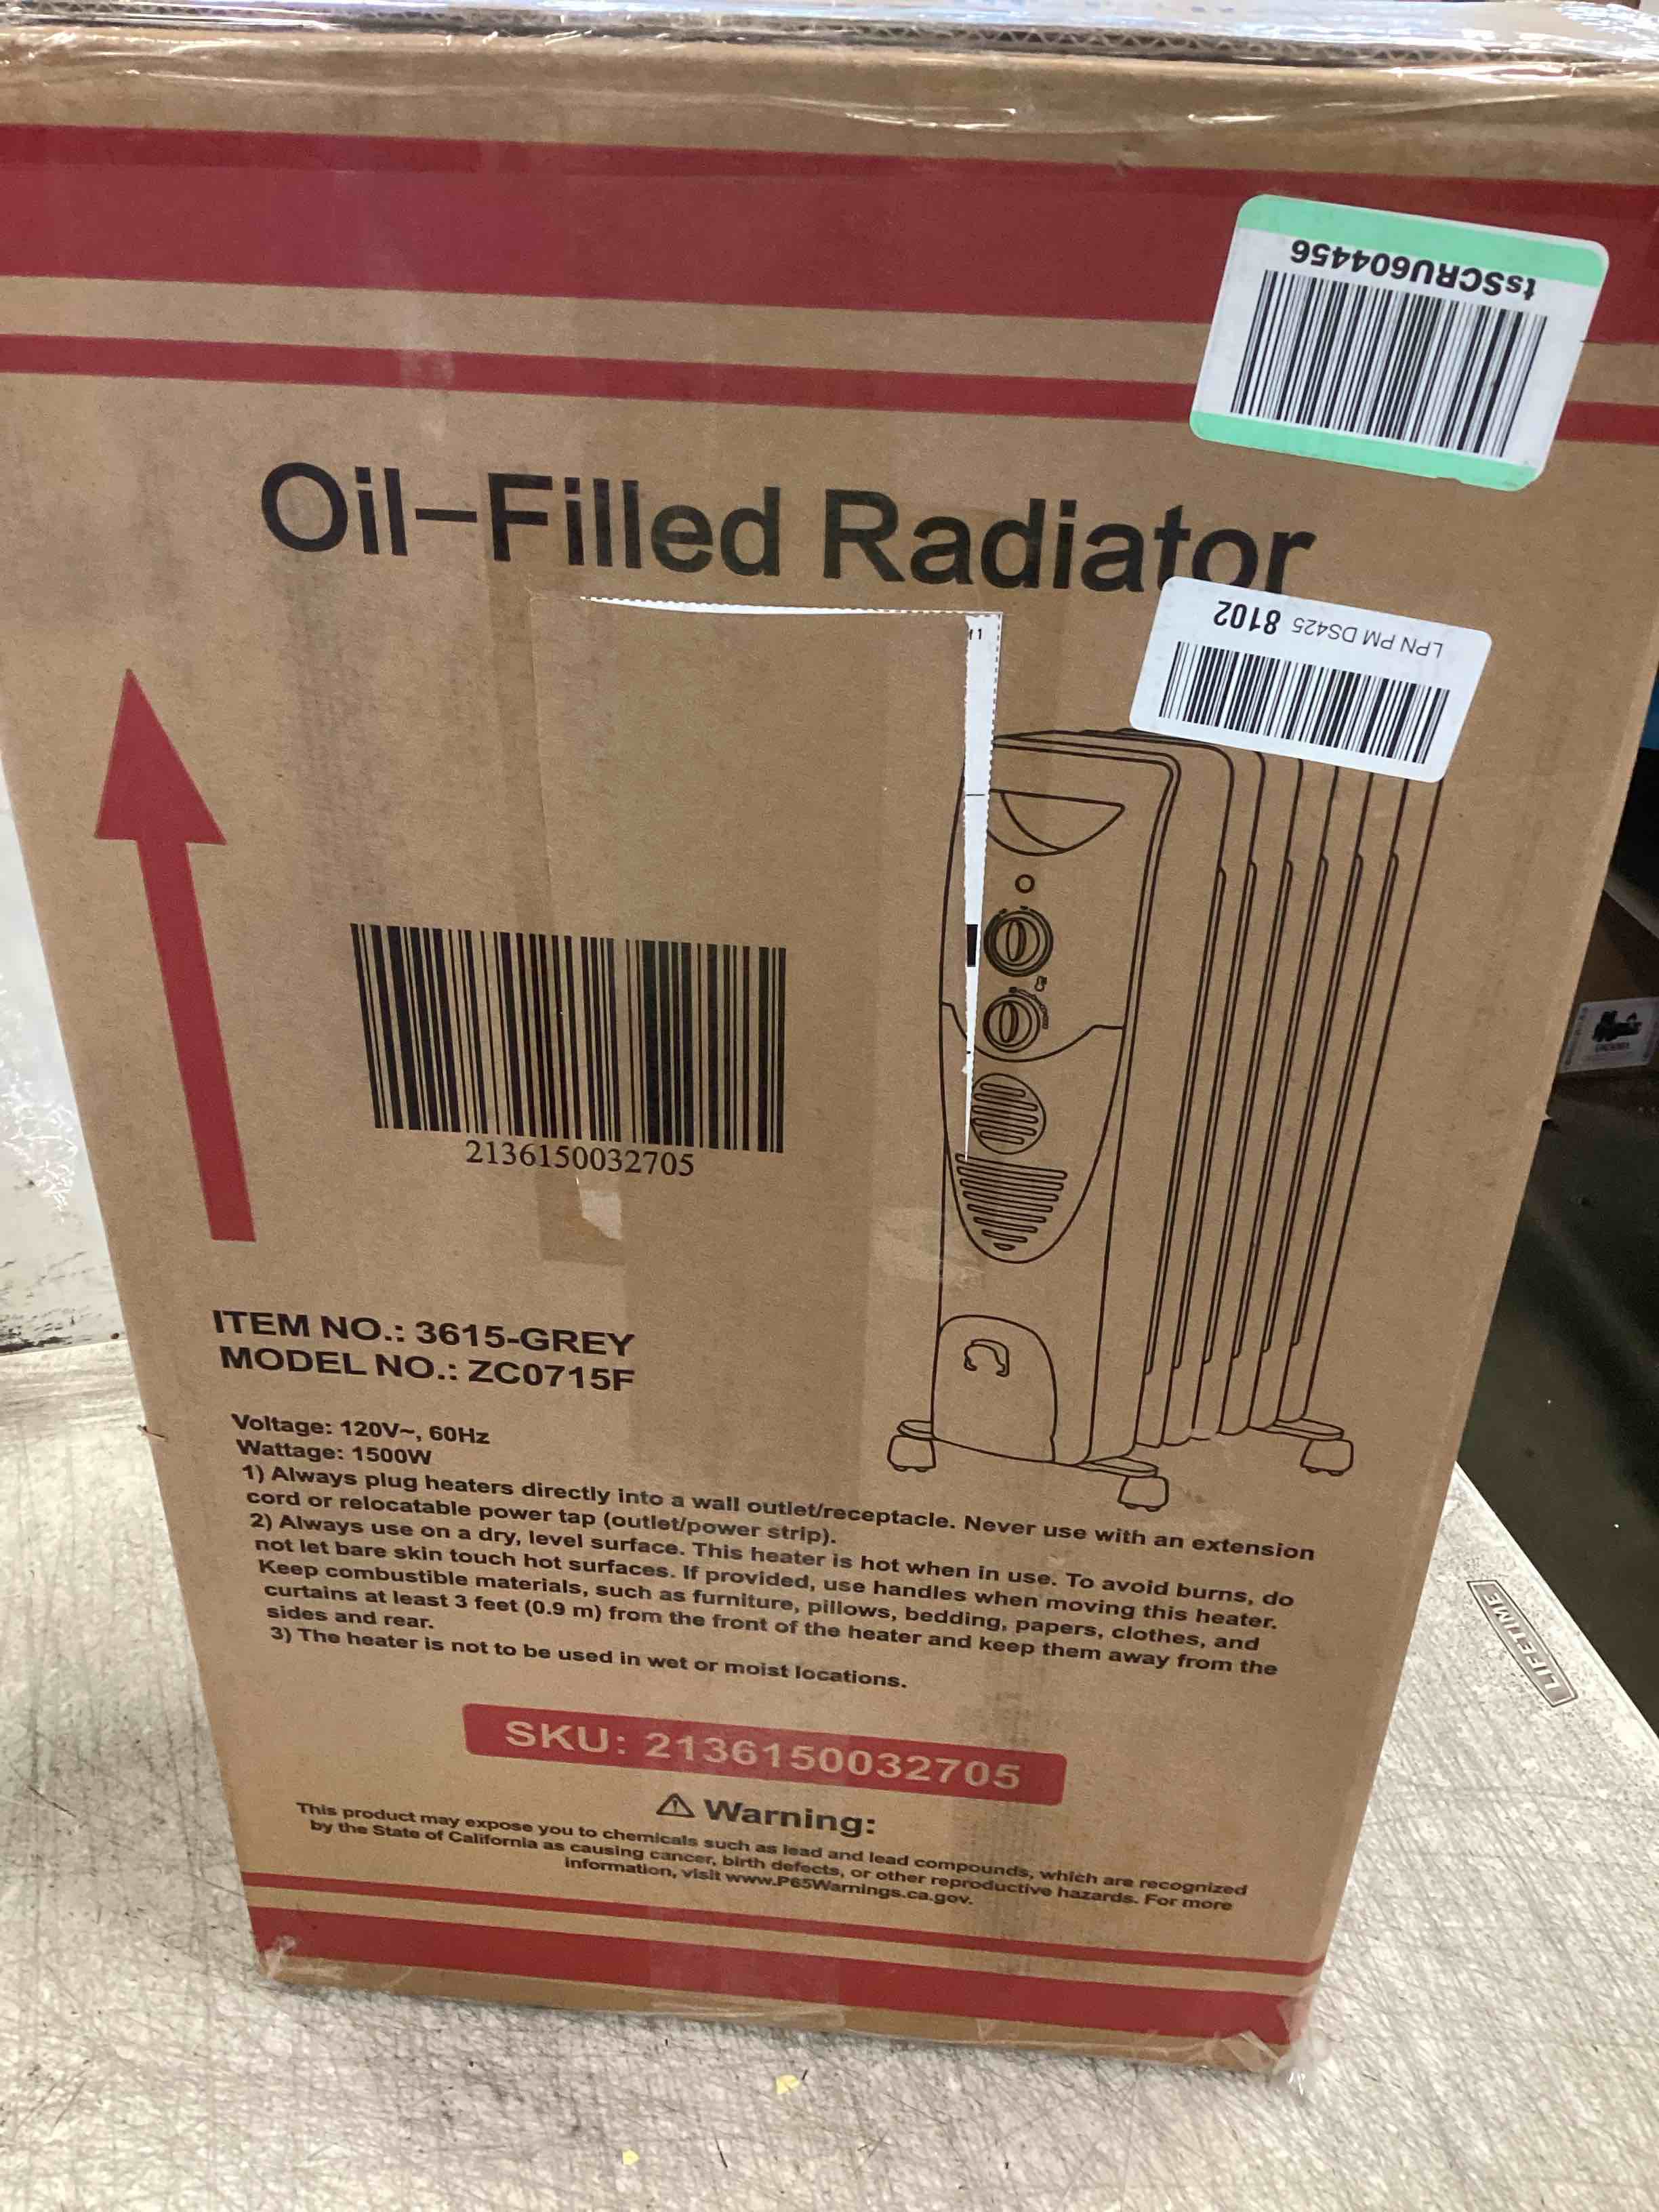 tsSCRU604456
Oil-Filled Radiator
LPN PM DS425 8102
2136150032705
ITEM NO.: 3615-GREY
MODEL NO.: ZC0715F
Voltage: 120V~, 60Hz
Wattage: 1500W
1) Always plug heaters directly into a wall outlet/receptacle. Never use with an extension
cord or relocatable power tap (outlet/power strip).
2) Always use on a dry, level surface. This heater is hot when in use. To avoid burns, do
not let bare skin touch hot surfaces. If provided, use handles when moving this heater.
Keep combustible materials, such as furniture, pillows, bedding, papers, clothes, and
curtains at least 3 feet (0.9 m) from the front of the heater and keep them away from the
sides and rear.
3) The heater is not to be used in wet or moist locations.
LIFETIME
SKU: 2136150032705
⚠ Warning:
This product may expose you to chemicals such as lead and lead compounds, which are recognized
by the State of California as causing cancer, birth defects, or other reproductive hazards. For more
information, visit www.P65Warnings.ca.gov.